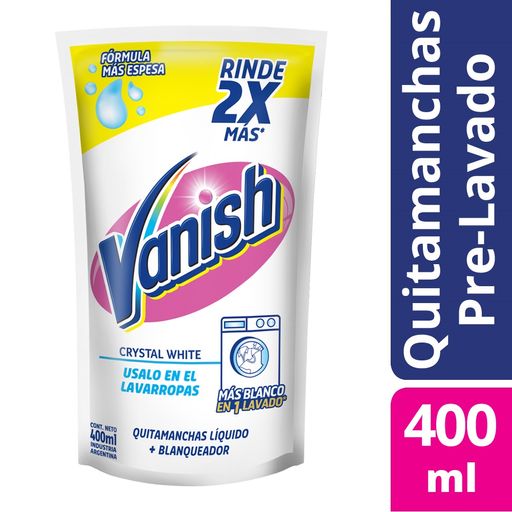 FÓRMULA
MÁS ESPESA
RINDE
2X
MÁS*
Vanish
CRYSTAL WHITE
USALO EN EL
LAVARROPAS
MÁS BLANCO
EN 1 LAVADO*
CONT. NETO
400ml
INDUSTRIA
ARGENTINA
QUITAMANCHAS LÍQUIDO
+ BLANQUEADOR
Quitamanchas
Pre-Lavado
400
ml